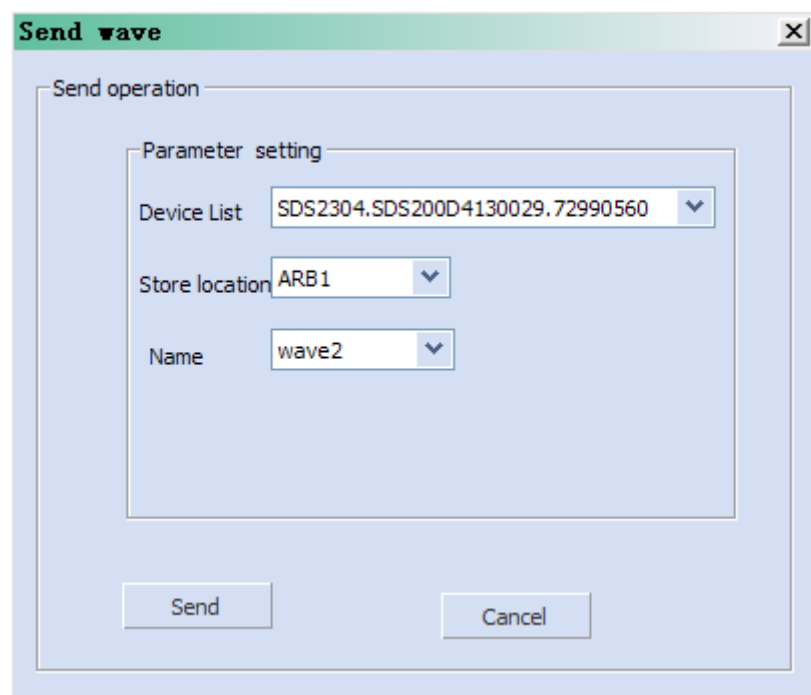 Send wave
Send operation
Parameter setting
Device List SDS2304.SDS200D4130029.72990560
Store location ARB1
Name wave2
Send Cancel